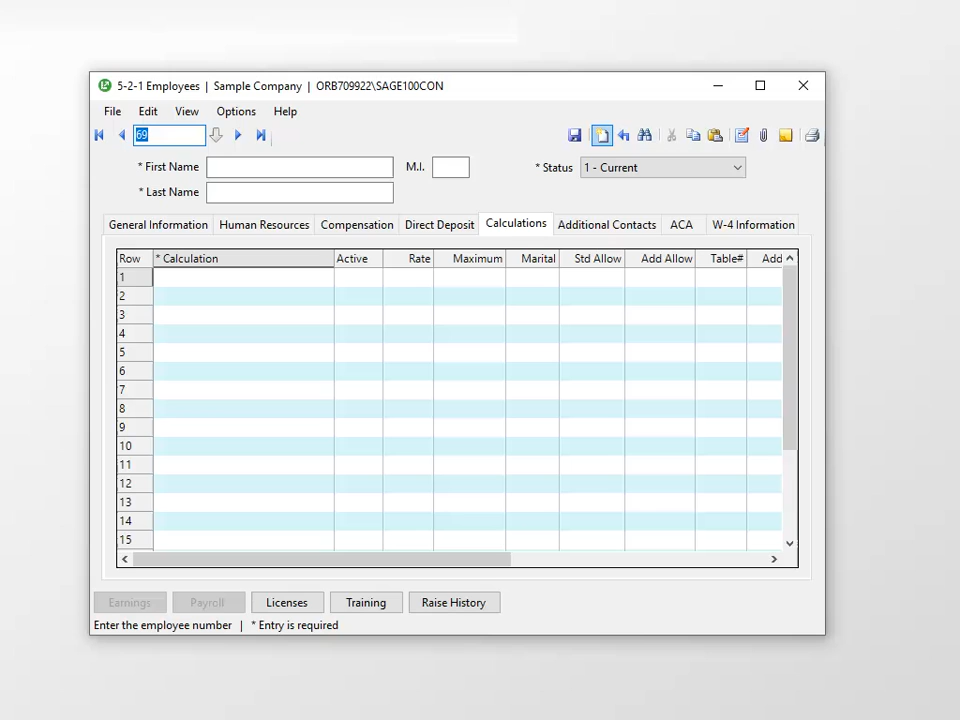 5-2-1 Employees | Sample Company | ORB709922\SAGE100CON
File Edit View Options Help
69
* First Name M.I. * Status 1 - Current
* Last Name
General Information Human Resources Compensation Direct Deposit Calculations Additional Contacts ACA W-4 Information
Row * Calculation Active Rate Maximum Marital Std Allow Add Allow Table# Add
1
2
3
4
5
6
7
8
9
10
11
12
13
14
15
Earnings Payroll Licenses Training Raise History
Enter the employee number | * Entry is required